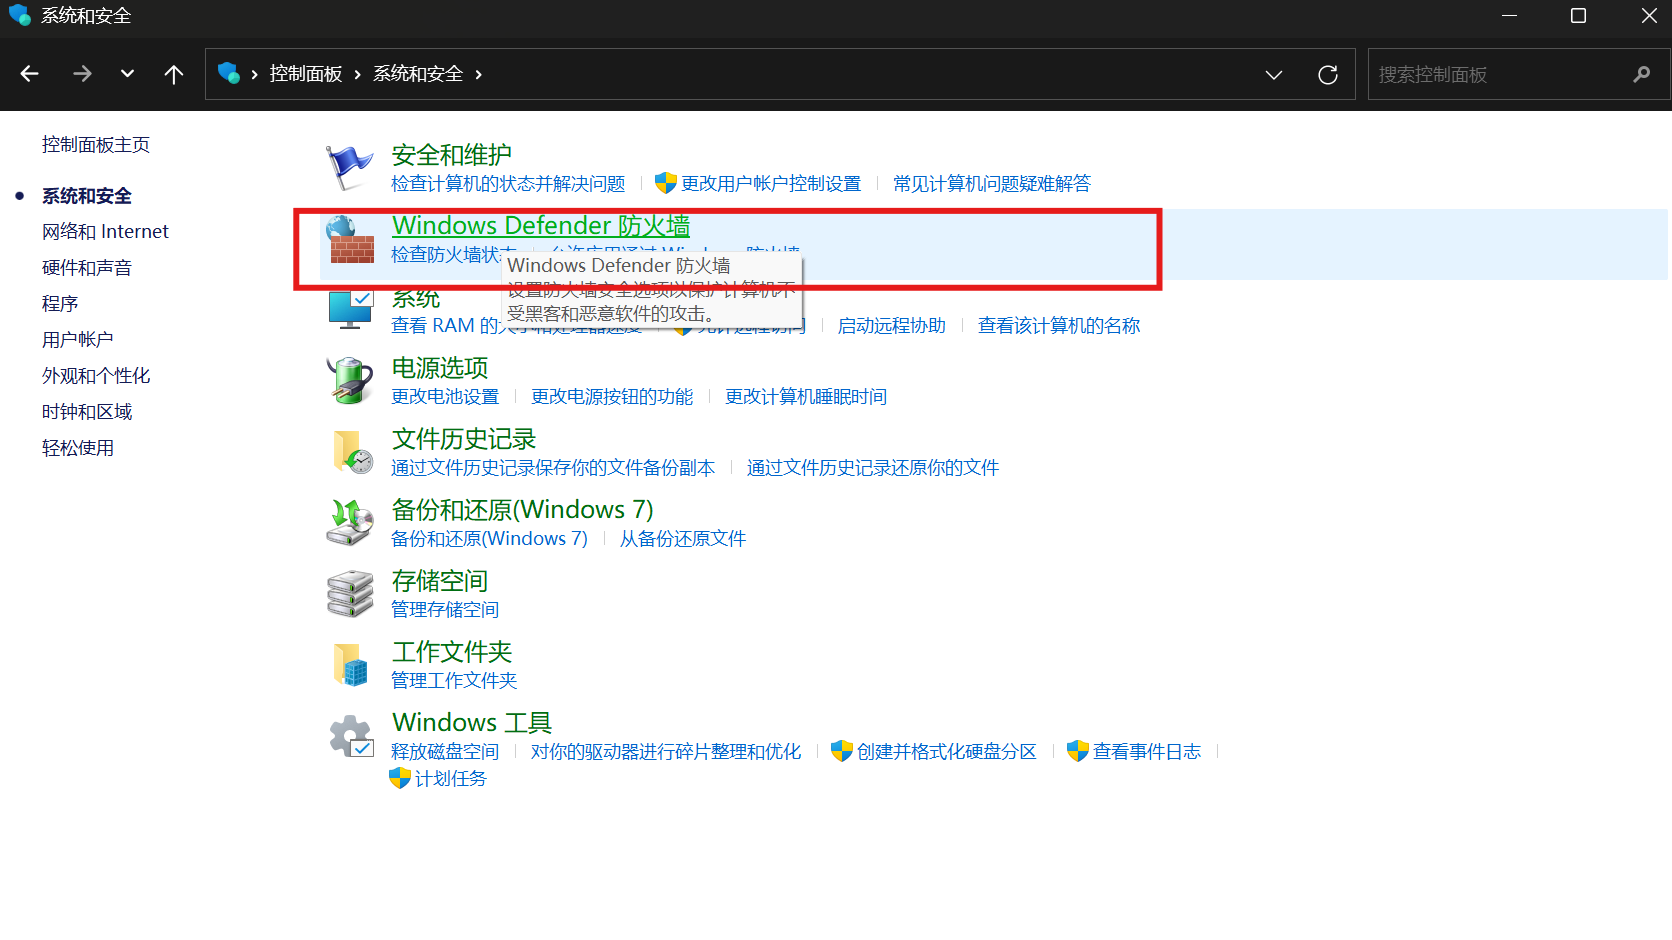 系统和安全
控制面板 系统和安全
搜索控制面板
控制面板主页
系统和安全
网络和 Internet
硬件和声音
程序
用户帐户
外观和个性化
时钟和区域
轻松使用
安全和维护
检查计算机的状态并解决问题 更改用户帐户控制设置 常见计算机问题疑难解答
Windows Defender 防火墙
检查防火墙状
Windows Defender 防火墙
设置防火墙安全选项以保护计算机不
受黑客和恶意软件的攻击。
系统
查看 RAM 的 启动远程协助 查看该计算机的名称
电源选项
更改电池设置 更改电源按钮的功能 更改计算机睡眠时间
文件历史记录
通过文件历史记录保存你的文件备份副本 通过文件历史记录还原你的文件
备份和还原(Windows 7)
备份和还原(Windows 7) 从备份还原文件
存储空间
管理存储空间
工作文件夹
管理工作文件夹
Windows 工具
释放磁盘空间 对你的驱动器进行碎片整理和优化 创建并格式化硬盘分区 查看事件日志
计划任务